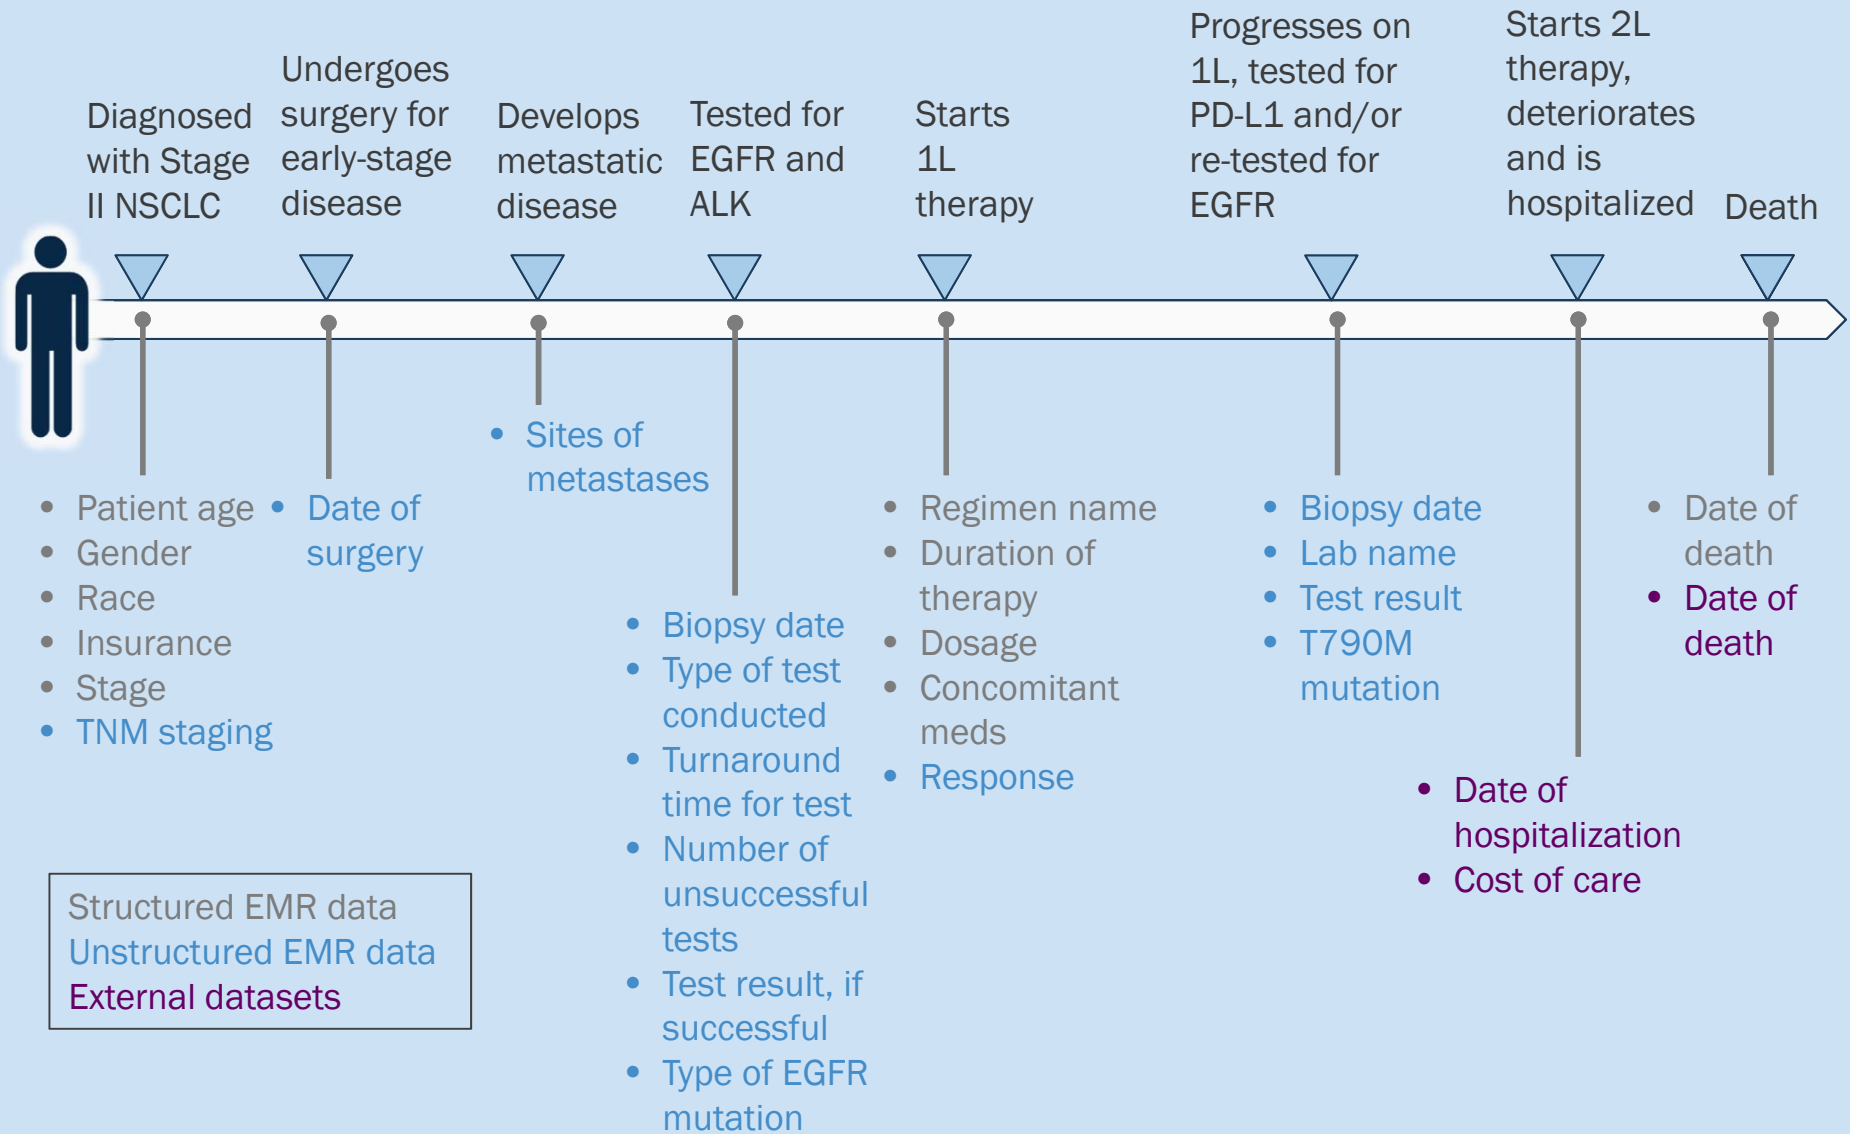 Diagnosed
with Stage
II NSCLC
Undergoes
surgery for
early-stage
disease
Develops
metastatic
disease
Tested for
EGFR and
ALK
Starts
1L
therapy
Progresses on
1L, tested for
PD-L1 and/or
re-tested for
EGFR
Starts 2L
therapy,
deteriorates
and is
hospitalized
Death
• Patient age
• Gender
• Race
• Insurance
• Stage
• TNM staging
• Date of
surgery
• Sites of
metastases
• Biopsy date
• Type of test
conducted
• Turnaround
time for test
• Number of
unsuccessful
tests
• Test result, if
successful
• Type of EGFR
mutation
• Regimen name
• Duration of
therapy
• Dosage
• Concomitant
meds
• Response
• Biopsy date
• Lab name
• Test result
• T790M
mutation
• Date of
hospitalization
• Cost of care
• Date of
death
• Date of
death
Structured EMR data
Unstructured EMR data
External datasets